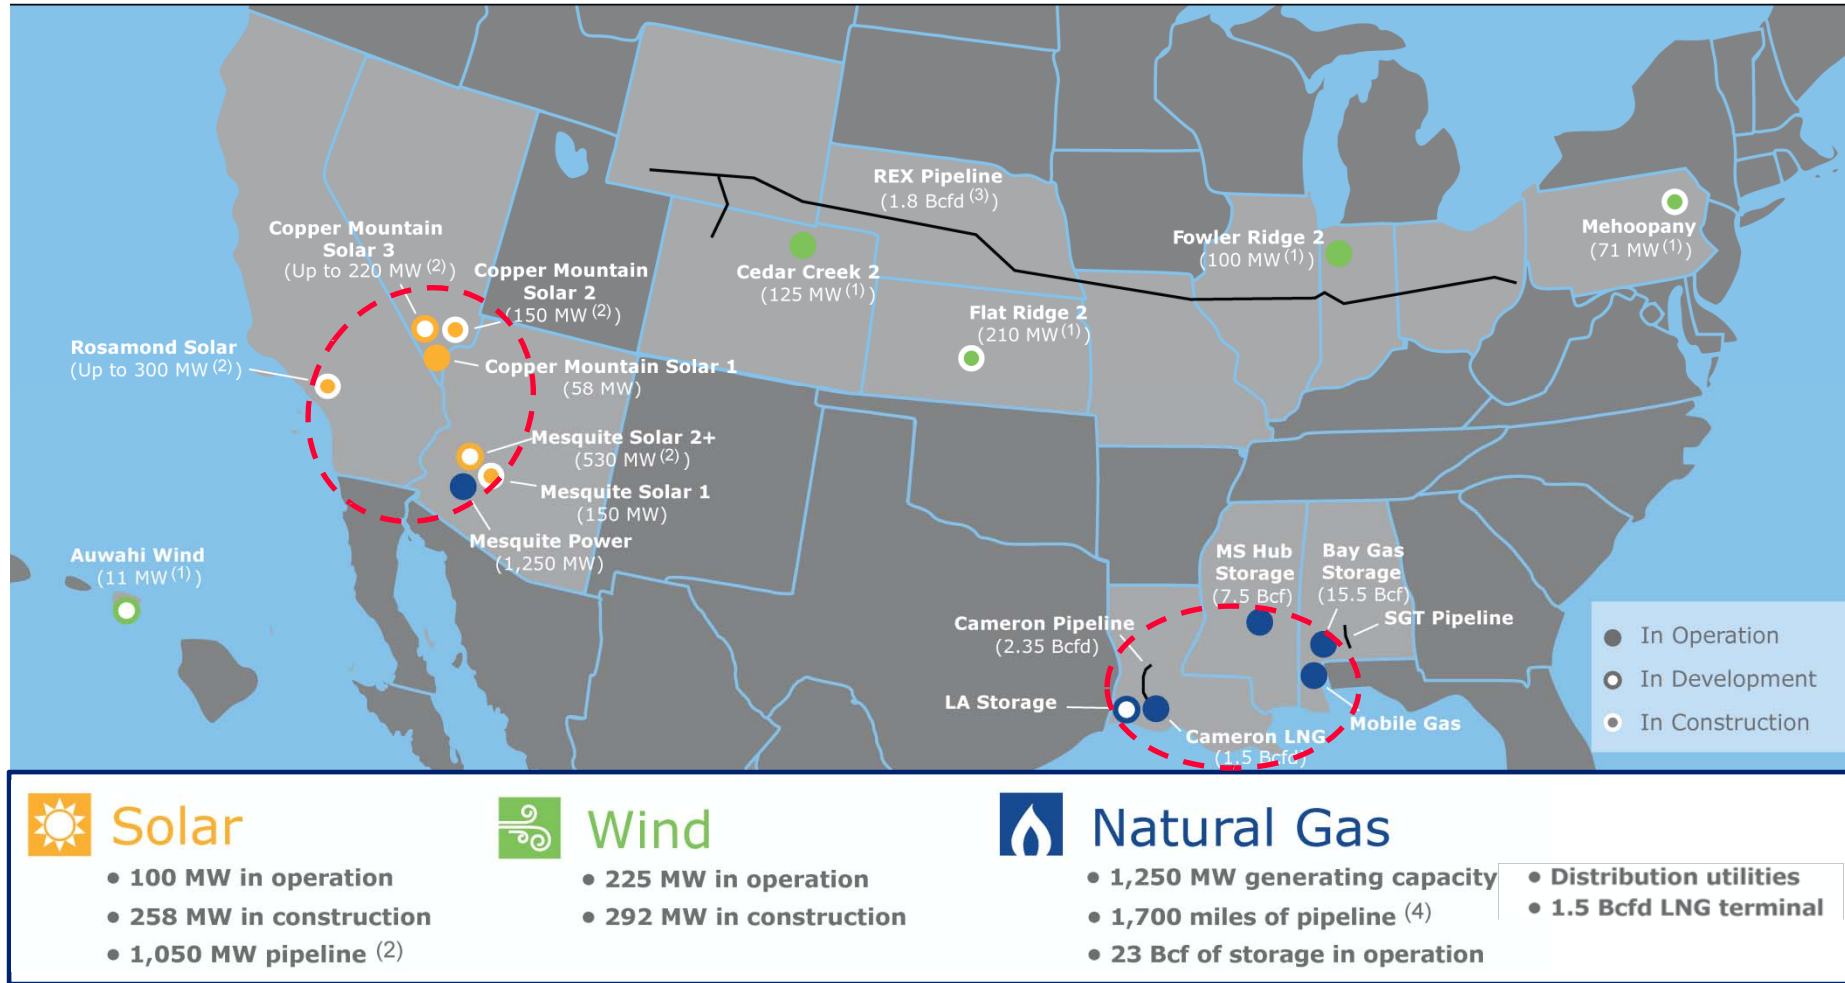 REX Pipeline
(1.8 Bcfd (3))
Copper Mountain
Solar 3
(Up to 220 MW (2))
Copper Mountain
Solar 2
(150 MW (2))
Cedar Creek 2
(125 MW (1))
Fowler Ridge 2
(100 MW (1))
Mehoopany
(71 MW (1))
Flat Ridge 2
(210 MW (1))
Rosamond Solar
(Up to 300 MW (2))
Copper Mountain Solar 1
(58 MW)
Mesquite Solar 2+
(530 MW (2))
Mesquite Solar 1
(150 MW)
Mesquite Power
(1,250 MW)
Auwahi Wind
(11 MW (1))
MS Hub
Storage
(7.5 Bcf)
Bay Gas
Storage
(15.5 Bcf)
SGT Pipeline
Cameron Pipeline
(2.35 Bcfd)
LA Storage
Mobile Gas
Cameron LNG
(1.5 Bcfd)
In Operation
In Development
In Construction
Solar
• 100 MW in operation
• 258 MW in construction
• 1,050 MW pipeline (2)
Wind
• 225 MW in operation
• 292 MW in construction
Natural Gas
• 1,250 MW generating capacity
• 1,700 miles of pipeline (4)
• 23 Bcf of storage in operation
• Distribution utilities
• 1.5 Bcfd LNG terminal